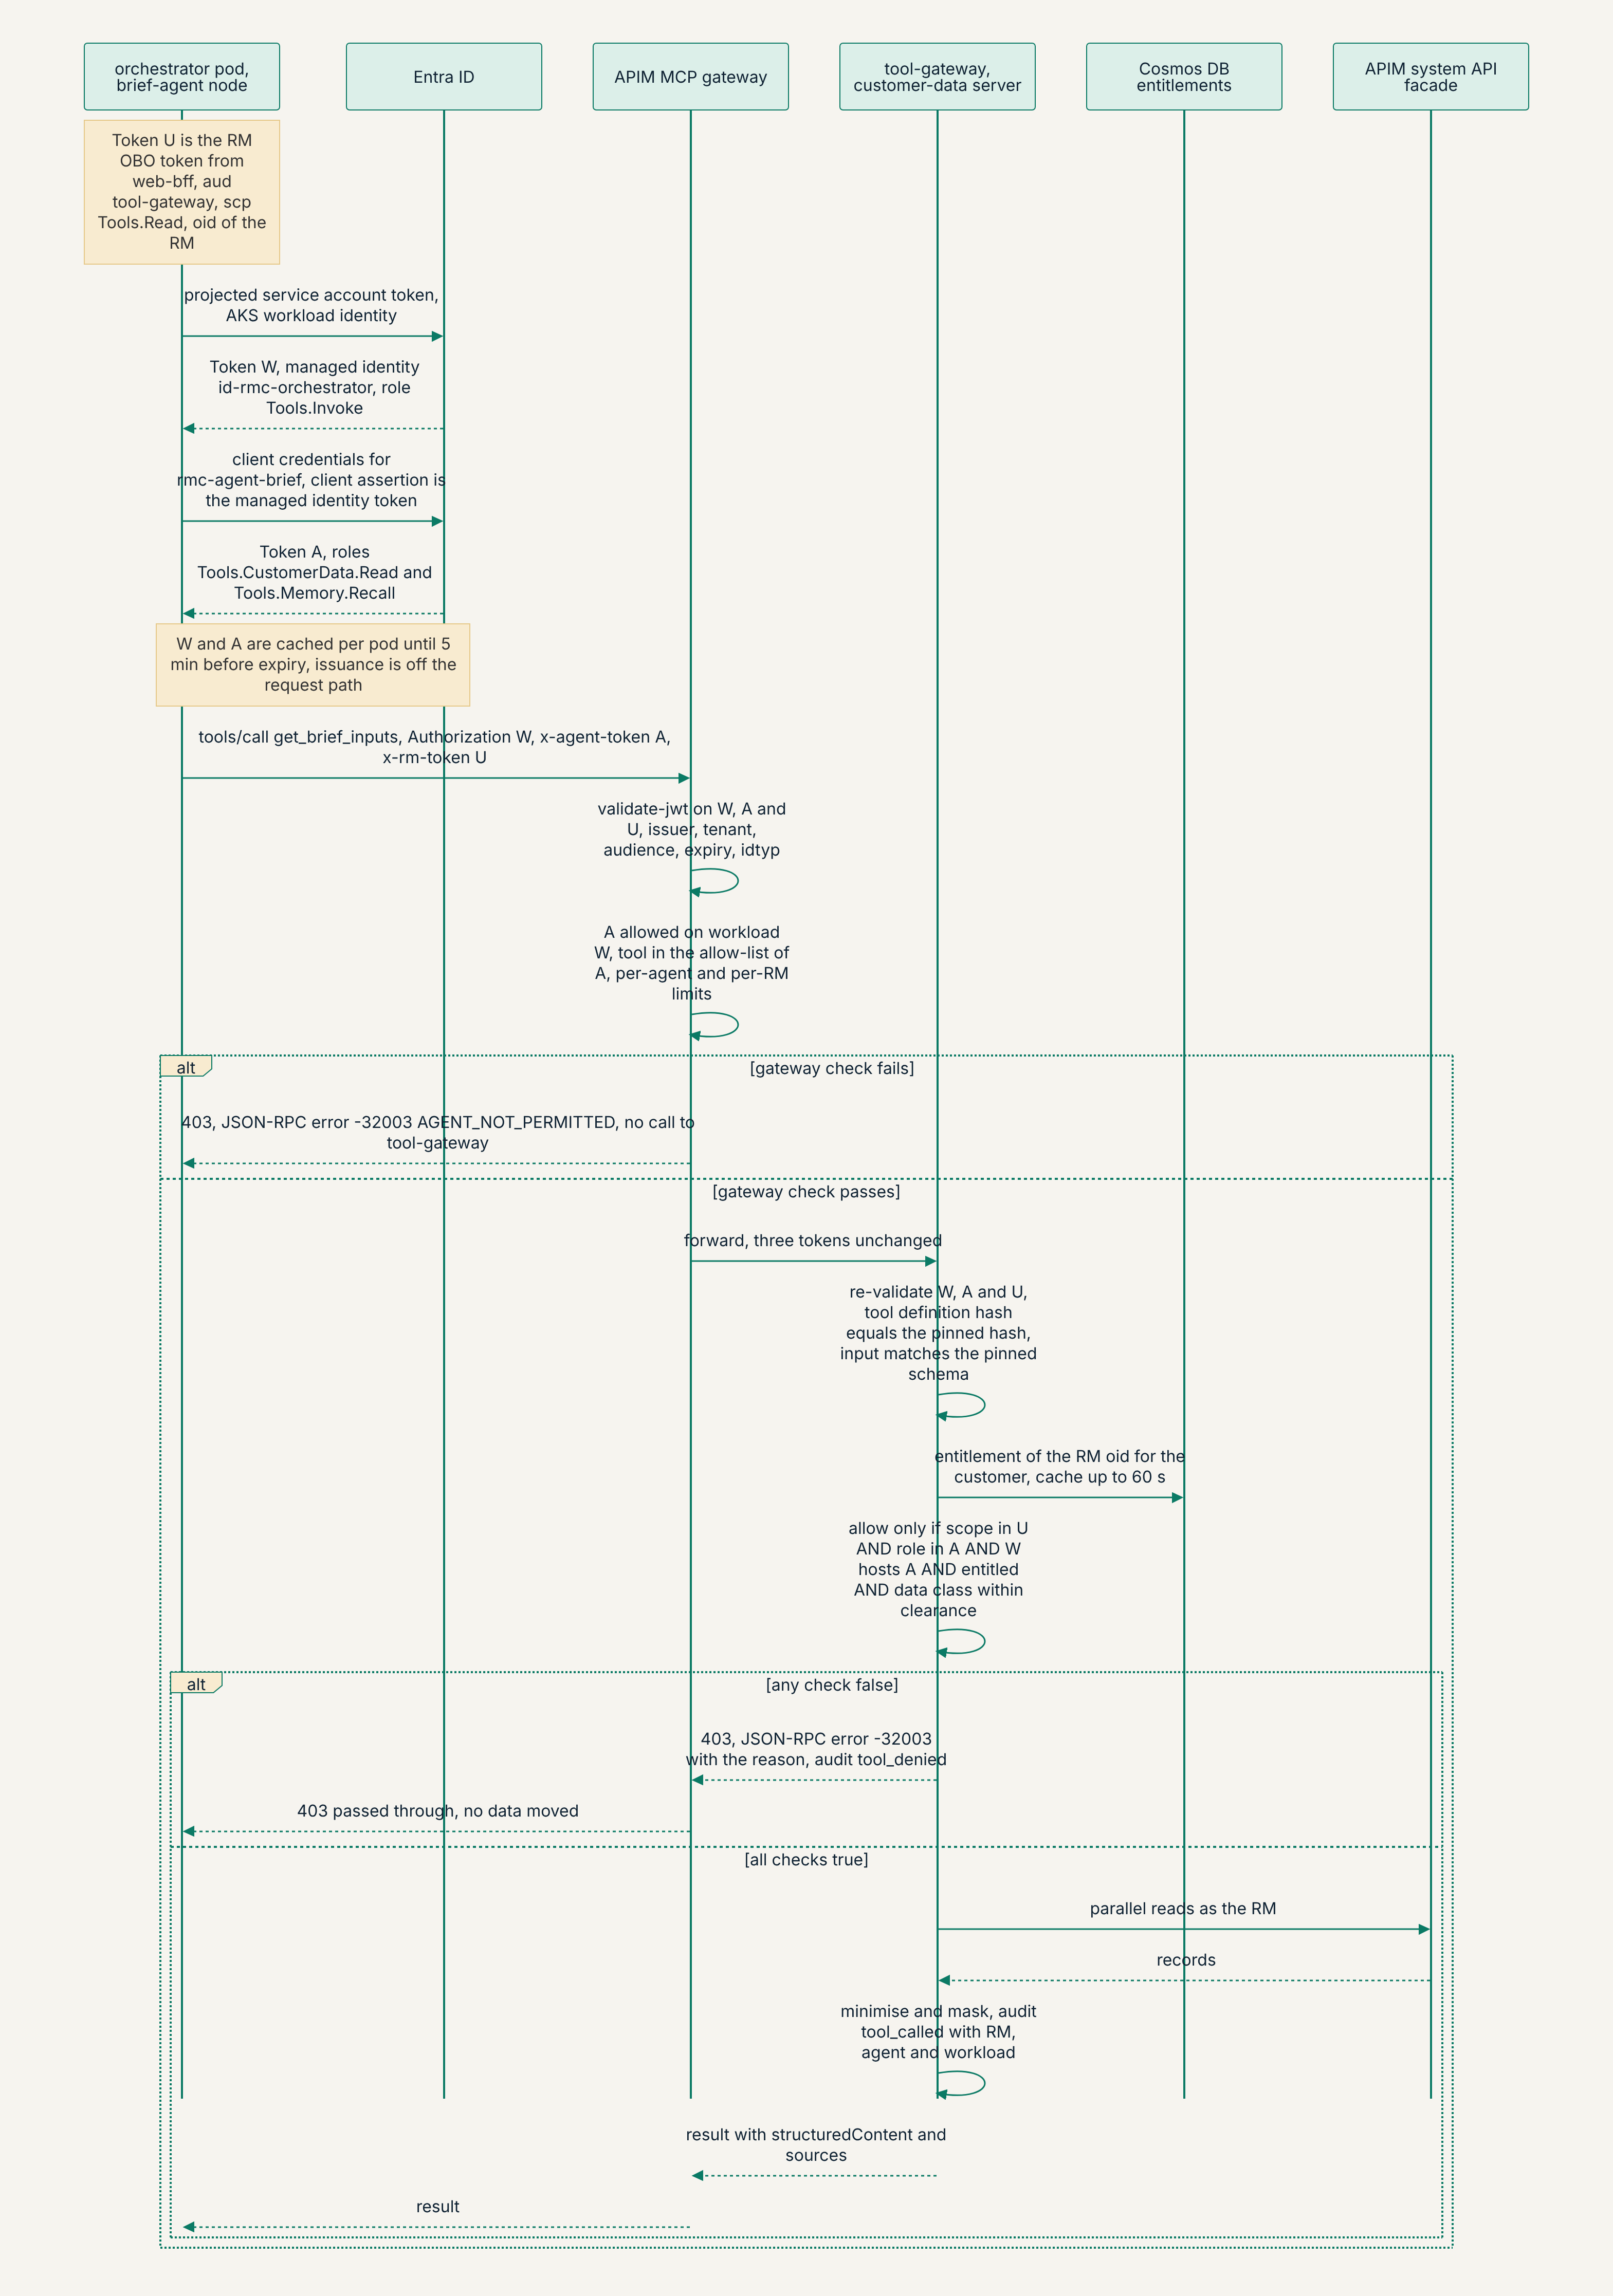 orchestrator pod,
brief-agent node
Entra ID
APIM MCP gateway
tool-gateway,
customer-data server
Cosmos DB
entitlements
APIM system API
facade
Token U is the RM
OBO token from
web-bff, aud
tool-gateway, scp
Tools.Read, oid of the
RM
projected service account token,
AKS workload identity
Token W, managed identity
id-rmc-orchestrator, role
Tools.Invoke
client credentials for
rmc-agent-brief, client assertion is
the managed identity token
Token A, roles
Tools.CustomerData.Read and
Tools.Memory.Recall
W and A are cached per pod until 5
min before expiry, issuance is off the
request path
tools/call get_brief_inputs, Authorization W, x-agent-token A,
x-rm-token U
validate-jwt on W, A and
U, issuer, tenant,
audience, expiry, idtyp
A allowed on workload
W, tool in the allow-list of
A, per-agent and per-RM
limits
alt
[gateway check fails]
403, JSON-RPC error -32003 AGENT_NOT_PERMITTED, no call to
tool-gateway
[gateway check passes]
forward, three tokens unchanged
re-validate W, A and U,
tool definition hash
equals the pinned hash,
input matches the pinned
schema
entitlement of the RM oid for the
customer, cache up to 60 s
allow only if scope in U
AND role in A AND W
hosts A AND entitled
AND data class within
clearance
alt
[any check false]
403, JSON-RPC error -32003
with the reason, audit tool_denied
403 passed through, no data moved
[all checks true]
parallel reads as the RM
records
minimise and mask, audit
tool_called with RM,
agent and workload
result with structuredContent and
sources
result